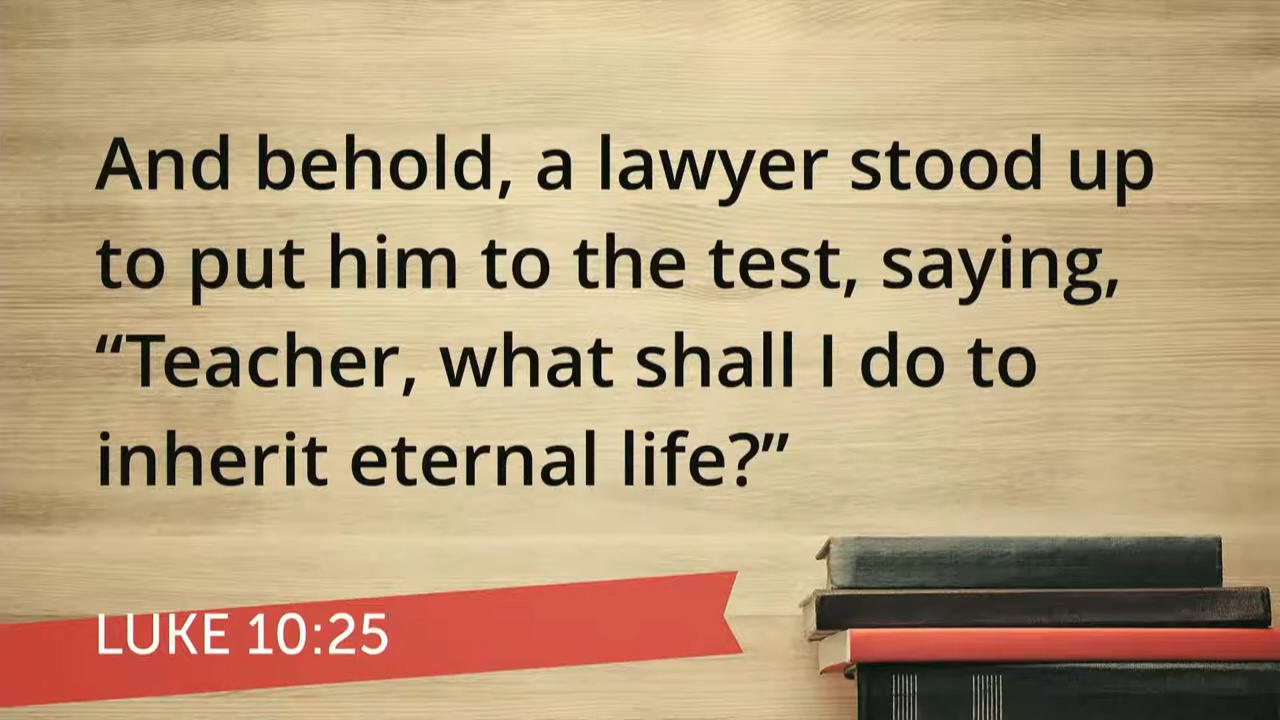 And behold, a lawyer stood up
to put him to the test, saying,
“Teacher, what shall I do to
inherit eternal life?”
LUKE 10:25